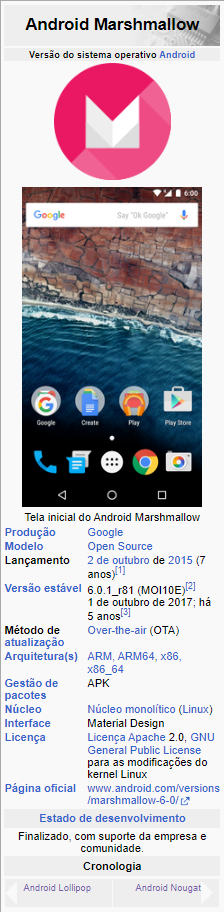 Android Marshmallow
Versão do sistema operativo Android
6:00
Google
Say "Ok Google"
Google
Create
Play
Play Store
Tela inicial do Android Marshmallow
Produção Google
Modelo Open Source
Lançamento 2 de outubro de 2015 (7
anos)[1]
Versão estável 6.0.1_r81 (MOI10E)[2]
1 de outubro de 2017; há
5 anos[3]
Método de Over-the-air (OTA)
atualização
Arquitetura(s) ARM, ARM64, x86,
x86_64
Gestão de APK
pacotes
Núcleo Núcleo monolítico (Linux)
Interface Material Design
Licença Licença Apache 2.0, GNU
General Public License
para as modificações do
kernel Linux
Página oficial www.android.com/versions
/marshmallow-6-0/
Estado de desenvolvimento
Finalizado, com suporte da empresa e
comunidade.
Cronologia
Android Lollipop Android Nougat